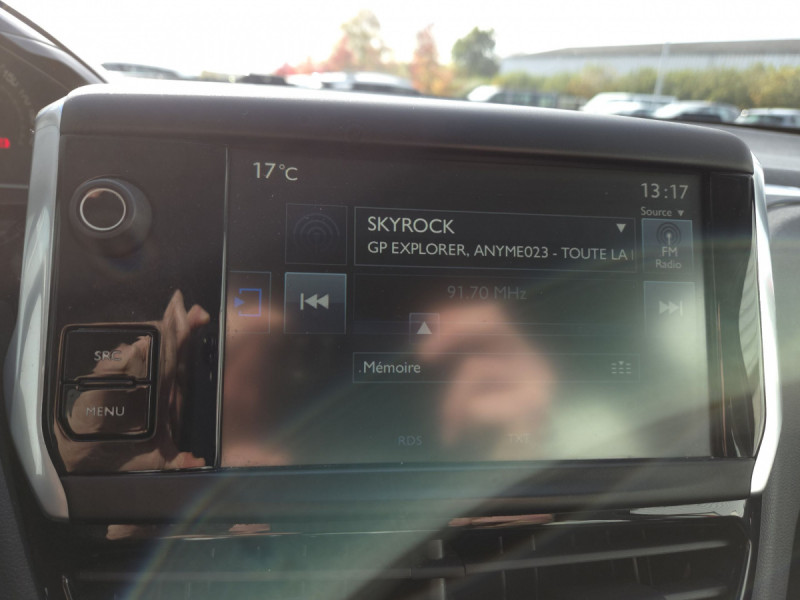 17°C
13:17
Source
SKYROCK
GP EXPLORER, ANYME023 - TOUTE LA
FM
Radio
91.70 MHz
SRC
Mémoire
MENU
RDS
TXT